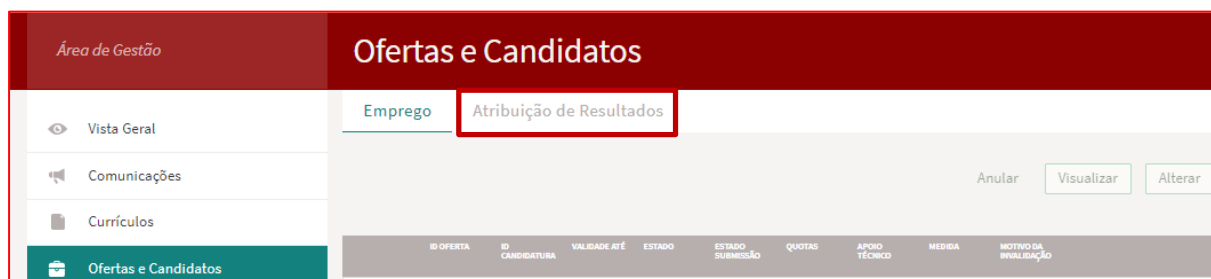 Área de Gestão
Ofertas e Candidatos
Emprego
Atribuição de Resultados
Vista Geral
Comunicações
Currículos
Ofertas e Candidatos
Anular
Visualizar
Alterar
ID OFERTA
ID
CANDIDATURA
VALIDADE ATÉ
ESTADO
ESTADO
SUBMISSÃO
QUOTAS
APOIO
TÉCNICO
MEDIDA
MOTIVO DA
INVALIDAÇÃO